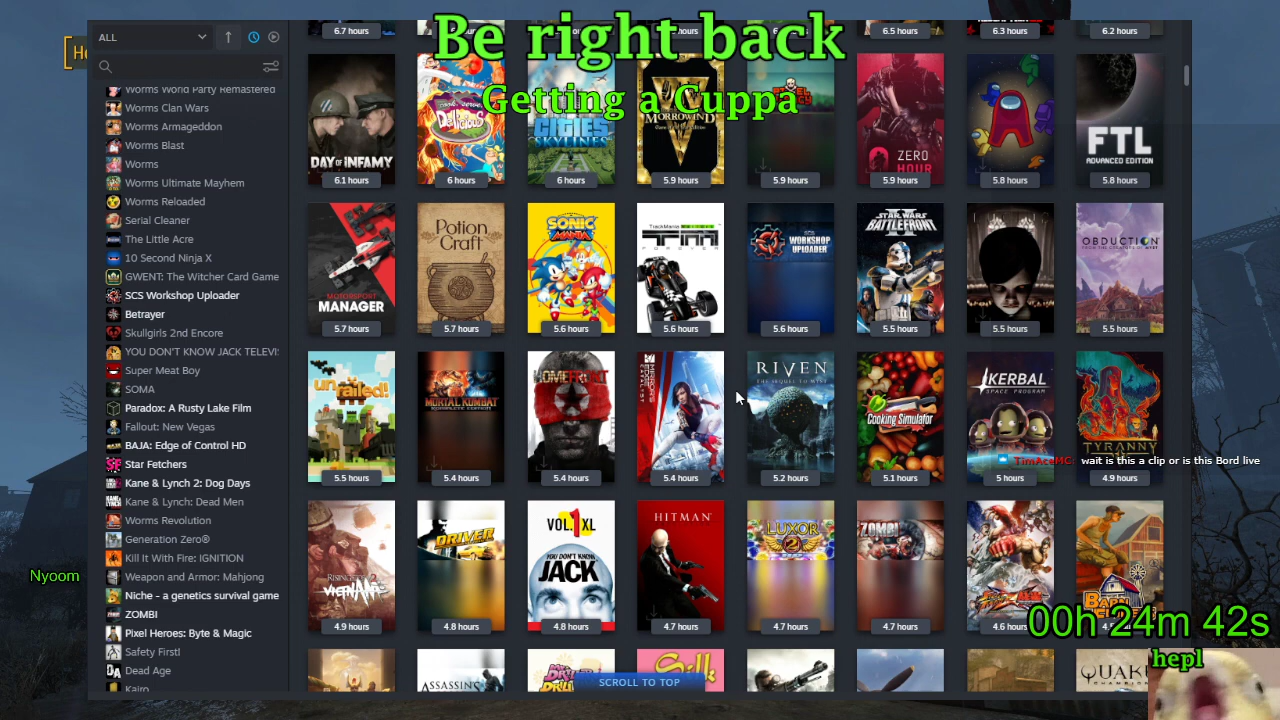 Be right back
Getting a Cuppa
ALL
6.7 hours
6.5 hours
6.3 hours
6.2 hours
Worms World Party Remastered
Worms Clan Wars
Worms Armageddon
Worms Blast
Worms
Worms Ultimate Mayhem
Worms Reloaded
Serial Cleaner
The Little Acre
10 Second Ninja X
GWENT: The Witcher Card Game
SCS Workshop Uploader
Betrayer
Skullgirls 2nd Encore
YOU DON'T KNOW JACK TELEVI
Super Meat Boy
SOMA
Paradox: A Rusty Lake Film
Fallout: New Vegas
BAJA: Edge of Control HD
Star Fetchers
Kane & Lynch 2: Dog Days
Kane & Lynch: Dead Men
Worms Revolution
Generation Zero®
Kill It With Fire: IGNITION
Weapon and Armor: Mahjong
Niche - a genetics survival game
ZOMBI
Pixel Heroes: Byte & Magic
Safety First!
Dead Age
Kairo
DAY OF INFAMY
Delicious
CITIES
SKYLINES
MORROWIND
ZERO
HOUR
FTL
ADVANCED EDITION
6.1 hours
6 hours
6 hours
5.9 hours
5.9 hours
5.9 hours
5.8 hours
5.8 hours
MOTORSPORT
MANAGER
Potion
Craft
SONIC
MANIA
SCS
WORKSHOP
UPLOADER
STAR WARS
BATTLEFRONT
II
OBDUCTION
5.7 hours
5.7 hours
5.6 hours
5.6 hours
5.6 hours
5.5 hours
5.5 hours
5.5 hours
unrailed!
MORTAL KOMBAT
KOMPLETE EDITION
HOMEFRONT
RIVEN
THE SEQUEL TO MYST
Cooking Simulator
KERBAL
SPACE PROGRAM
TYRANNY
TimAceMC: wait is this a clip or is this Bord live
5.5 hours
5.4 hours
5.4 hours
5.4 hours
5.2 hours
5.1 hours
5 hours
4.9 hours
RISING STORM 2
VIETNAM
DRIVER
VOL.1 XL
YOU DON'T KNOW
JACK
HITMAN
LUXOR
2
ZOMBI
BARN
4.9 hours
4.8 hours
4.8 hours
4.7 hours
4.7 hours
4.7 hours
4.6 hours
Nyoom
00h 24m 42s
hepl
ASSASSIN'S
Silk
QUAKE
CHAMPIONS
SCROLL TO TOP